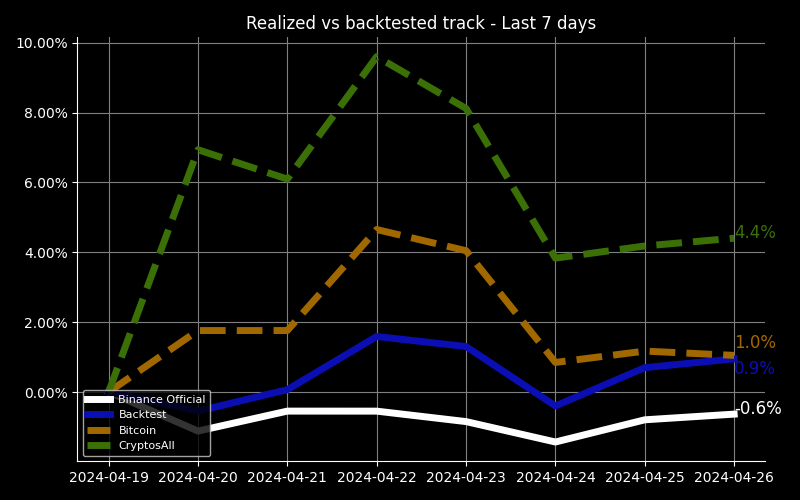 Realized vs backtested track - Last 7 days
10.00%
8.00%
6.00%
4.00%
2.00%
0.00%
4.4%
1.0%
0.9%
-0.6%
Binance Official
Backtest
Bitcoin
CryptosAll
2024-04-19 2024-04-20 2024-04-21 2024-04-22 2024-04-23 2024-04-24 2024-04-25 2024-04-26